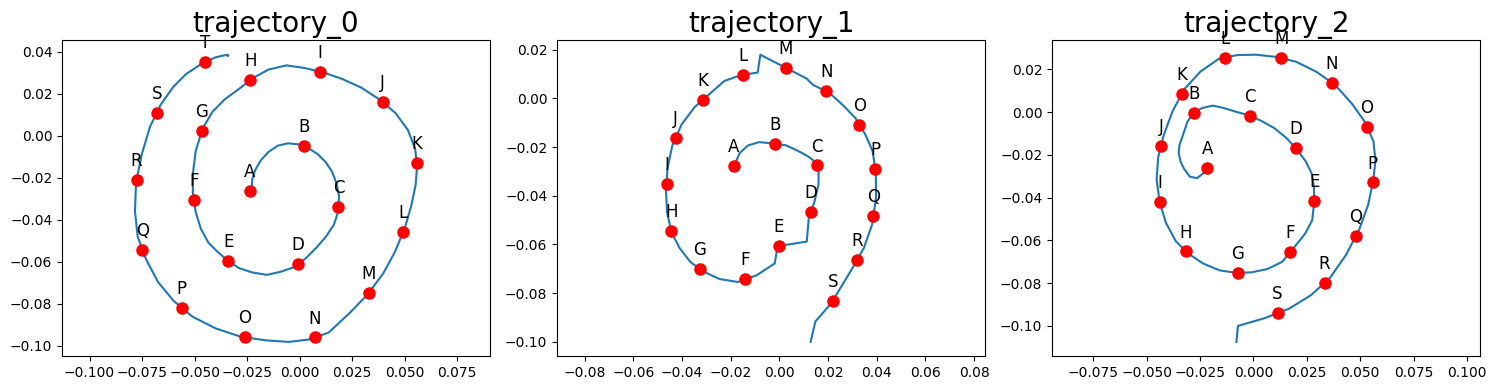 trajectory_0 trajectory_1 trajectory_2
0.04
0.02
0.00
−0.02
−0.04
−0.06
−0.08
−0.10
T
H
I
J
S
G
B
K
R
F
A
C
L
Q
E
D
M
P
O
N
−0.100 −0.075 −0.050 −0.025 0.000 0.025 0.050 0.075
0.02
0.00
−0.02
−0.04
−0.06
−0.08
−0.10
M
L
N
K
O
J
B
A
C
P
I
D
Q
H
E
R
G
F
S
−0.08 −0.06 −0.04 −0.02 0.00 0.02 0.04 0.06 0.08
0.02
0.00
−0.02
−0.04
−0.06
−0.08
−0.10
L
M
N
K
B
C
O
J
A
D
P
I
E
Q
H
F
G
R
S
−0.075 −0.050 −0.025 0.000 0.025 0.050 0.075 0.100